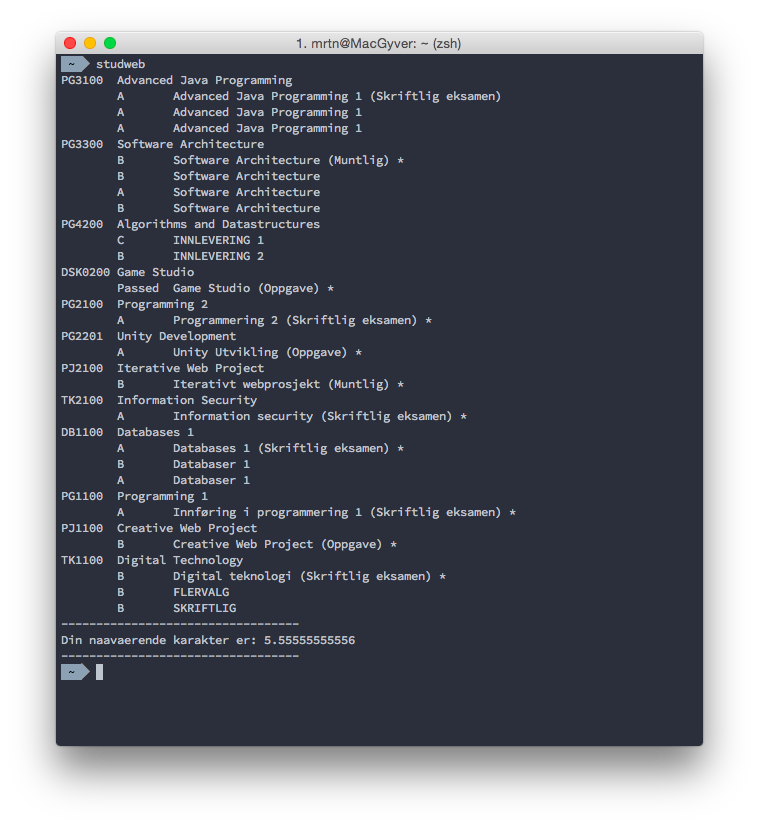 1. mrtn@MacGyver: ~ (zsh)
~ studweb
PG3100 Advanced Java Programming
A Advanced Java Programming 1 (Skriftlig eksamen)
A Advanced Java Programming 1
A Advanced Java Programming 1
PG3300 Software Architecture
B Software Architecture (Muntlig) *
B Software Architecture
A Software Architecture
B Software Architecture
PG4200 Algorithms and Datastructures
C INNLEVERING 1
B INNLEVERING 2
DSK0200 Game Studio
Passed Game Studio (Oppgave) *
PG2100 Programming 2
A Programmering 2 (Skriftlig eksamen) *
PG2201 Unity Development
A Unity Utvikling (Oppgave) *
PJ2100 Iterative Web Project
B Iterativt webprosjekt (Muntlig) *
TK2100 Information Security
A Information security (Skriftlig eksamen) *
DB1100 Databases 1
A Databases 1 (Skriftlig eksamen) *
B Databaser 1
A Databaser 1
PG1100 Programming 1
A Innføring i programmering 1 (Skriftlig eksamen) *
PJ1100 Creative Web Project
B Creative Web Project (Oppgave) *
TK1100 Digital Technology
B Digital teknologi (Skriftlig eksamen) *
B FLERVALG
B SKRIFTLIG
----------------------------------
Din naavaerende karakter er: 5.55555555556
----------------------------------
~